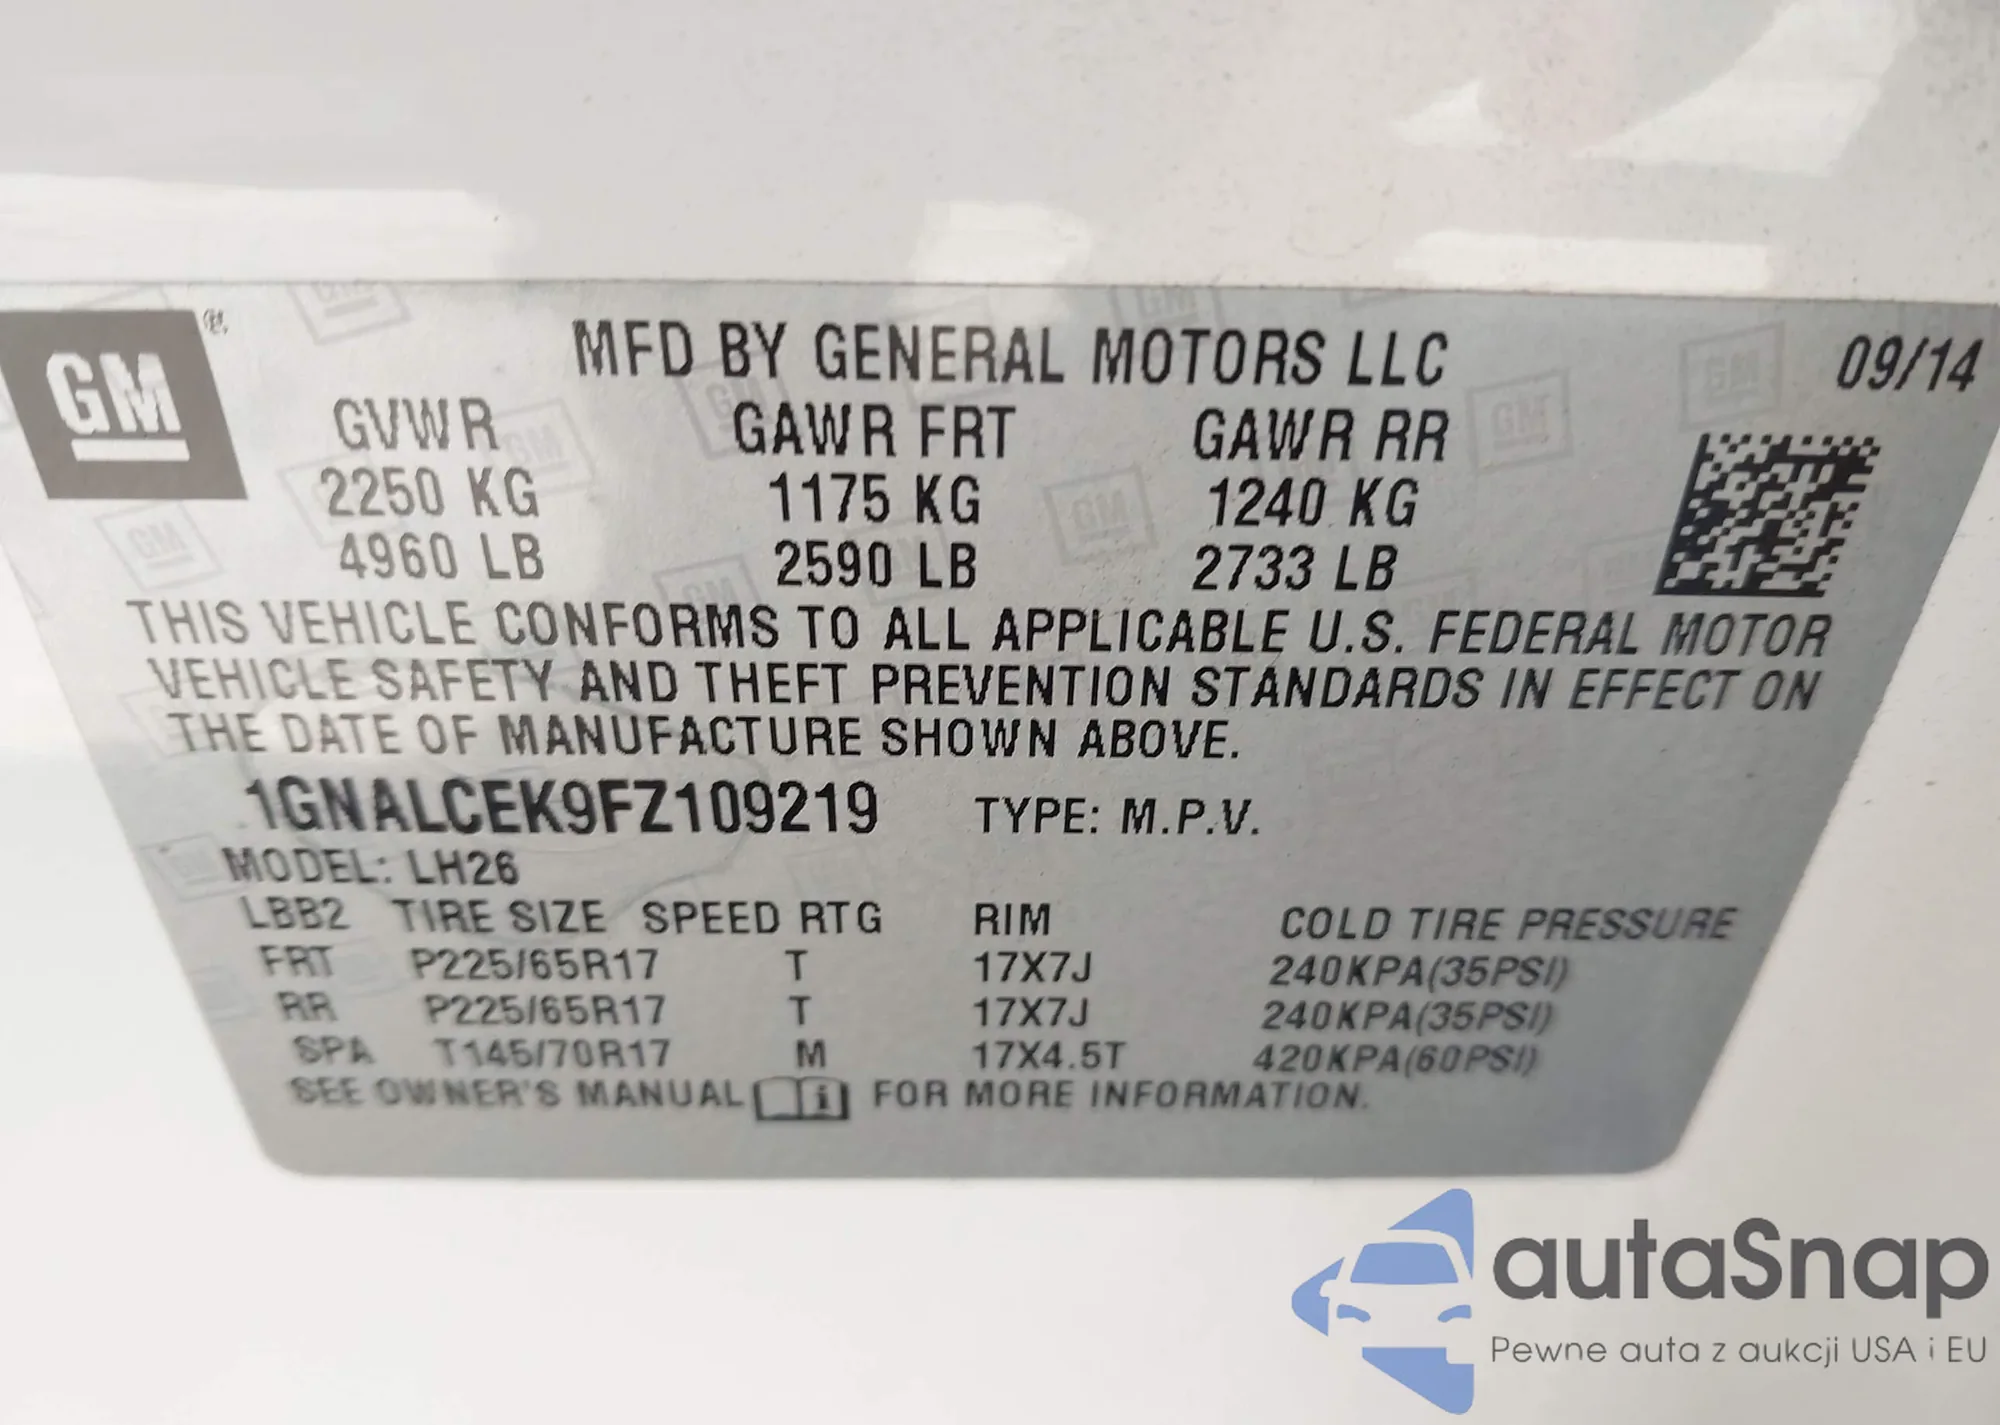 GM ®
MFD BY GENERAL MOTORS LLC 09/14
GVWR GAWR FRT GAWR RR
2250 KG 1175 KG 1240 KG
4960 LB 2590 LB 2733 LB
THIS VEHICLE CONFORMS TO ALL APPLICABLE U.S. FEDERAL MOTOR
VEHICLE SAFETY AND THEFT PREVENTION STANDARDS IN EFFECT ON
THE DATE OF MANUFACTURE SHOWN ABOVE.
1GNALCEK9FZ109219 TYPE: M.P.V.
MODEL: LH26
LBB2 TIRE SIZE SPEED RTG RIM COLD TIRE PRESSURE
FRT P225/65R17 T 17X7J 240KPA(35PSI)
RR P225/65R17 T 17X7J 240KPA(35PSI)
SPA T145/70R17 M 17X4.5T 420KPA(60PSI)
SEE OWNER'S MANUAL i FOR MORE INFORMATION.
autaSnap
Pewne auta z aukcji USA i EU